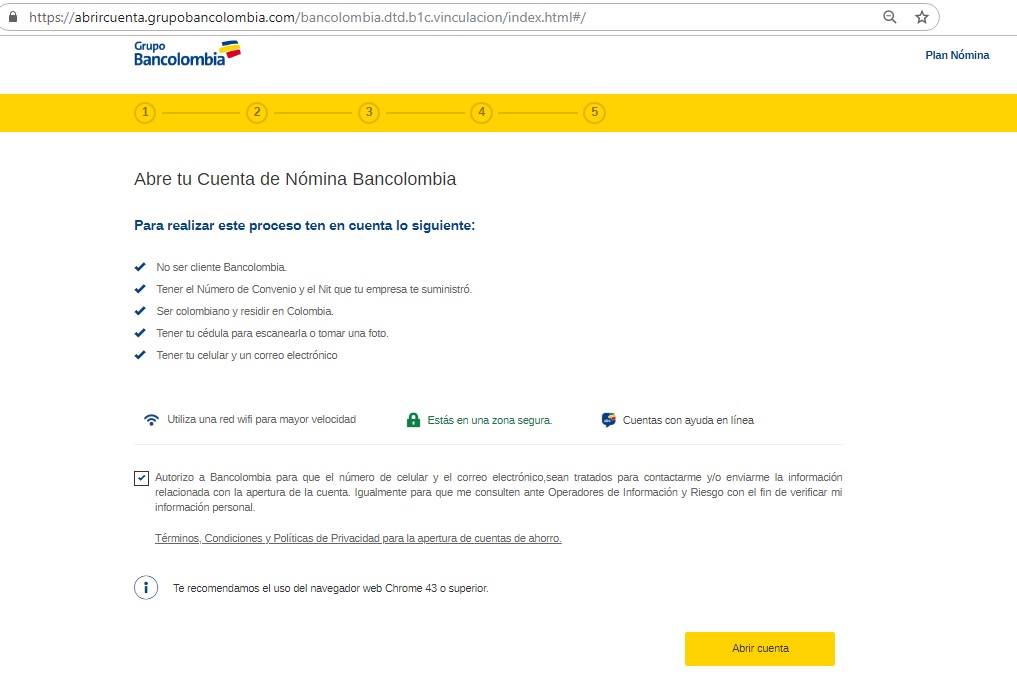 https://abrircuenta.grupobancolombia.com/bancolombia.dtd.b1c.vinculacion/index.html#/
Grupo
Bancolombia
Plan Nómina
1 2 3 4 5
Abre tu Cuenta de Nómina Bancolombia
Para realizar este proceso ten en cuenta lo siguiente:
No ser cliente Bancolombia.
Tener el Número de Convenio y el Nit que tu empresa te suministró.
Ser colombiano y residir en Colombia.
Tener tu cédula para escanearla o tomar una foto.
Tener tu celular y un correo electrónico
Utiliza una red wifi para mayor velocidad Estás en una zona segura. Cuentas con ayuda en línea
Autorizo a Bancolombia para que el número de celular y el correo electrónico,sean tratados para contactarme y/o enviarme la información
relacionada con la apertura de la cuenta. Igualmente para que me consulten ante Operadores de Información y Riesgo con el fin de verificar mi
información personal.
Términos, Condiciones y Políticas de Privacidad para la apertura de cuentas de ahorro.
Te recomendamos el uso del navegador web Chrome 43 o superior.
Abrir cuenta